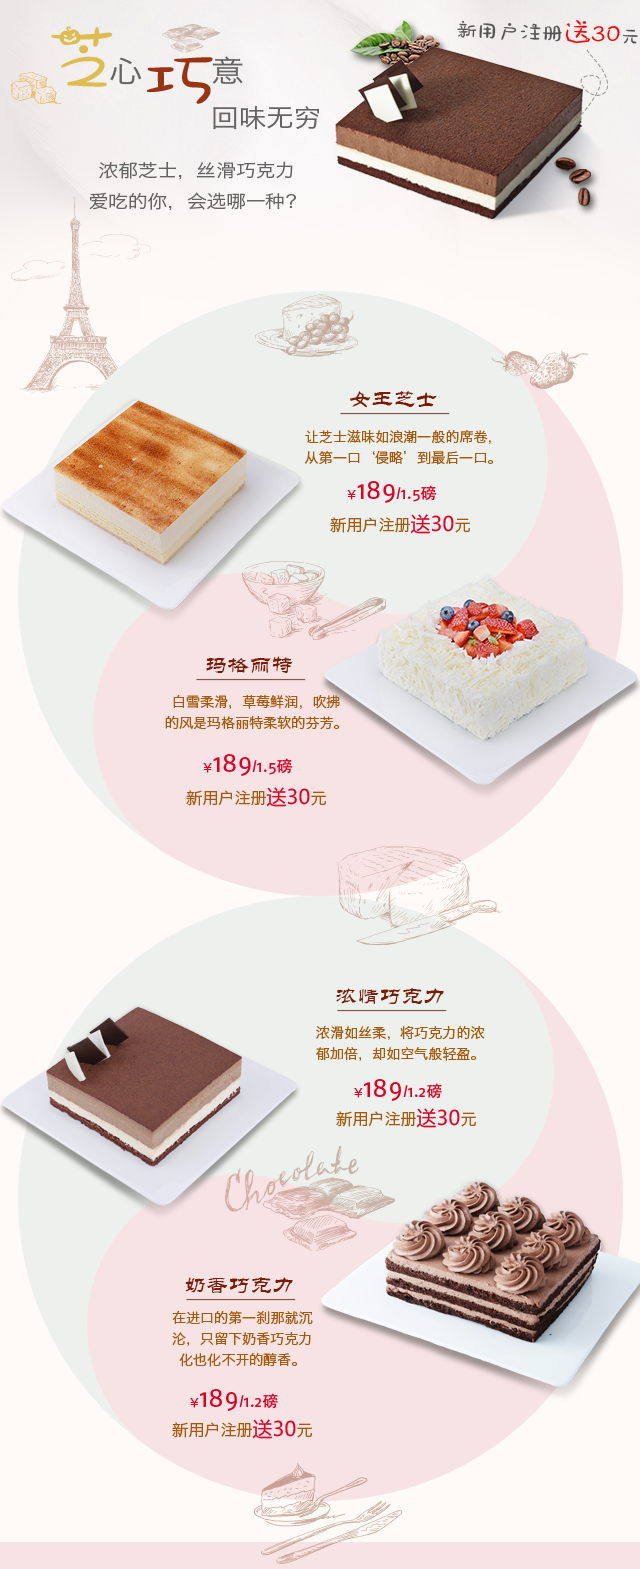 新用户注册送30元
芝心巧意
回味无穷
浓郁芝士，丝滑巧克力
爱吃的你，会选哪一种？
女王芝士
让芝士滋味如浪潮一般的席卷，
从第一口‘侵略’到最后一口。
¥189/1.5磅
新用户注册送30元
玛格丽特
白雪柔滑，草莓鲜润，吹拂
的风是玛格丽特柔软的芬芳。
¥189/1.5磅
新用户注册送30元
浓情巧克力
浓滑如丝柔，将巧克力的浓
郁加倍，却如空气般轻盈。
¥189/1.2磅
新用户注册送30元
Chocolate
奶香巧克力
在进口的第一刹那就沉
沦，只留下奶香巧克力
化也化不开的醇香。
¥189/1.2磅
新用户注册送30元